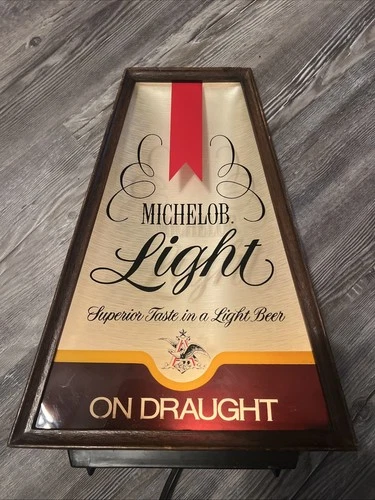 MICHELOB.
Light
Superior Taste in a Light Beer
ON DRAUGHT